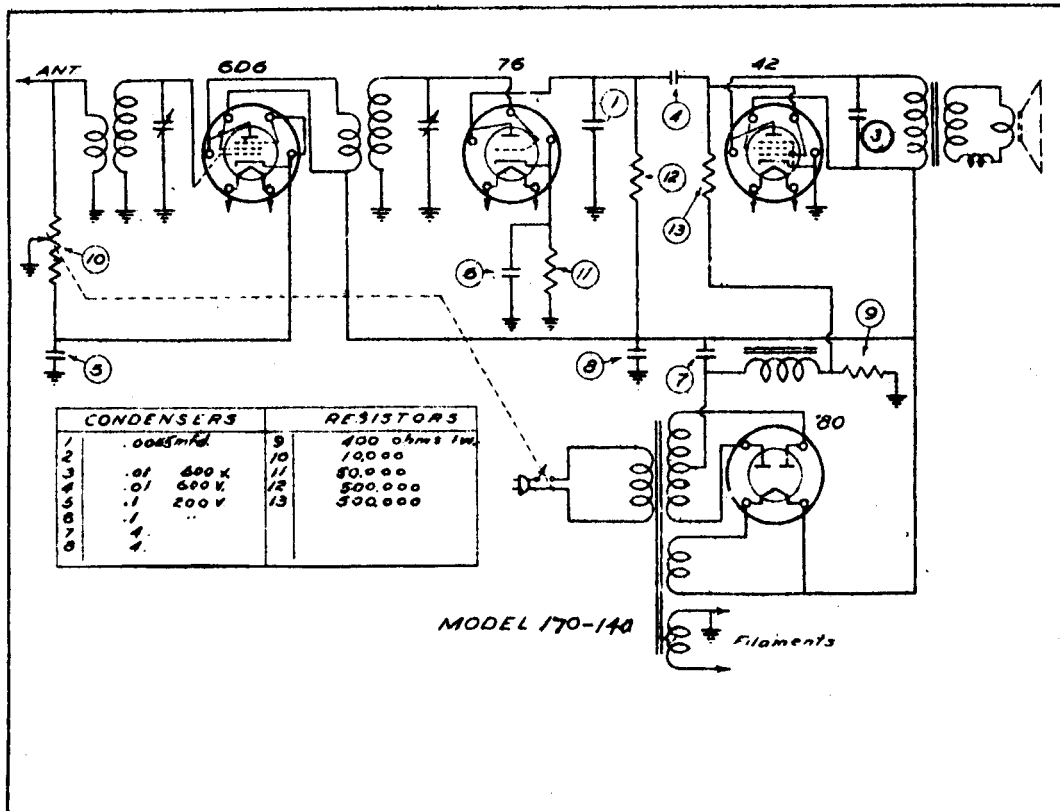 ANT
6D6
76
42
1
4
3
12
13
10
6
11
9
5
8
7
'80
CONDENSERS RESISTORS
1 9 400 ohms 1w.
2 10 10,000
3 .01 600 v. 11 50,000
4 .01 600 v. 12 500,000
5 .1 200 v. 13 500,000
6 .1 "
7 4.
8 4.
MODEL 170-140
Filaments